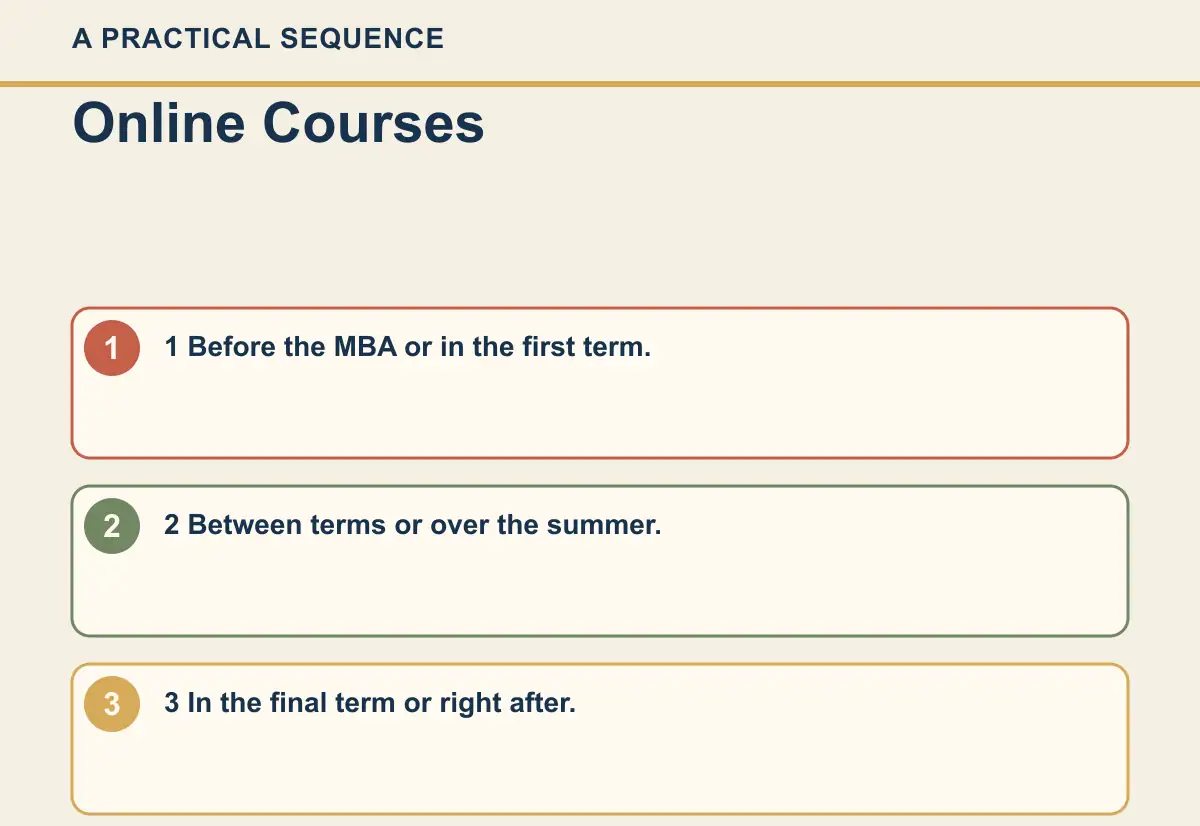 A PRACTICAL SEQUENCE
Online Courses
1
1 Before the MBA or in the first term.
2
2 Between terms or over the summer.
3
3 In the final term or right after.